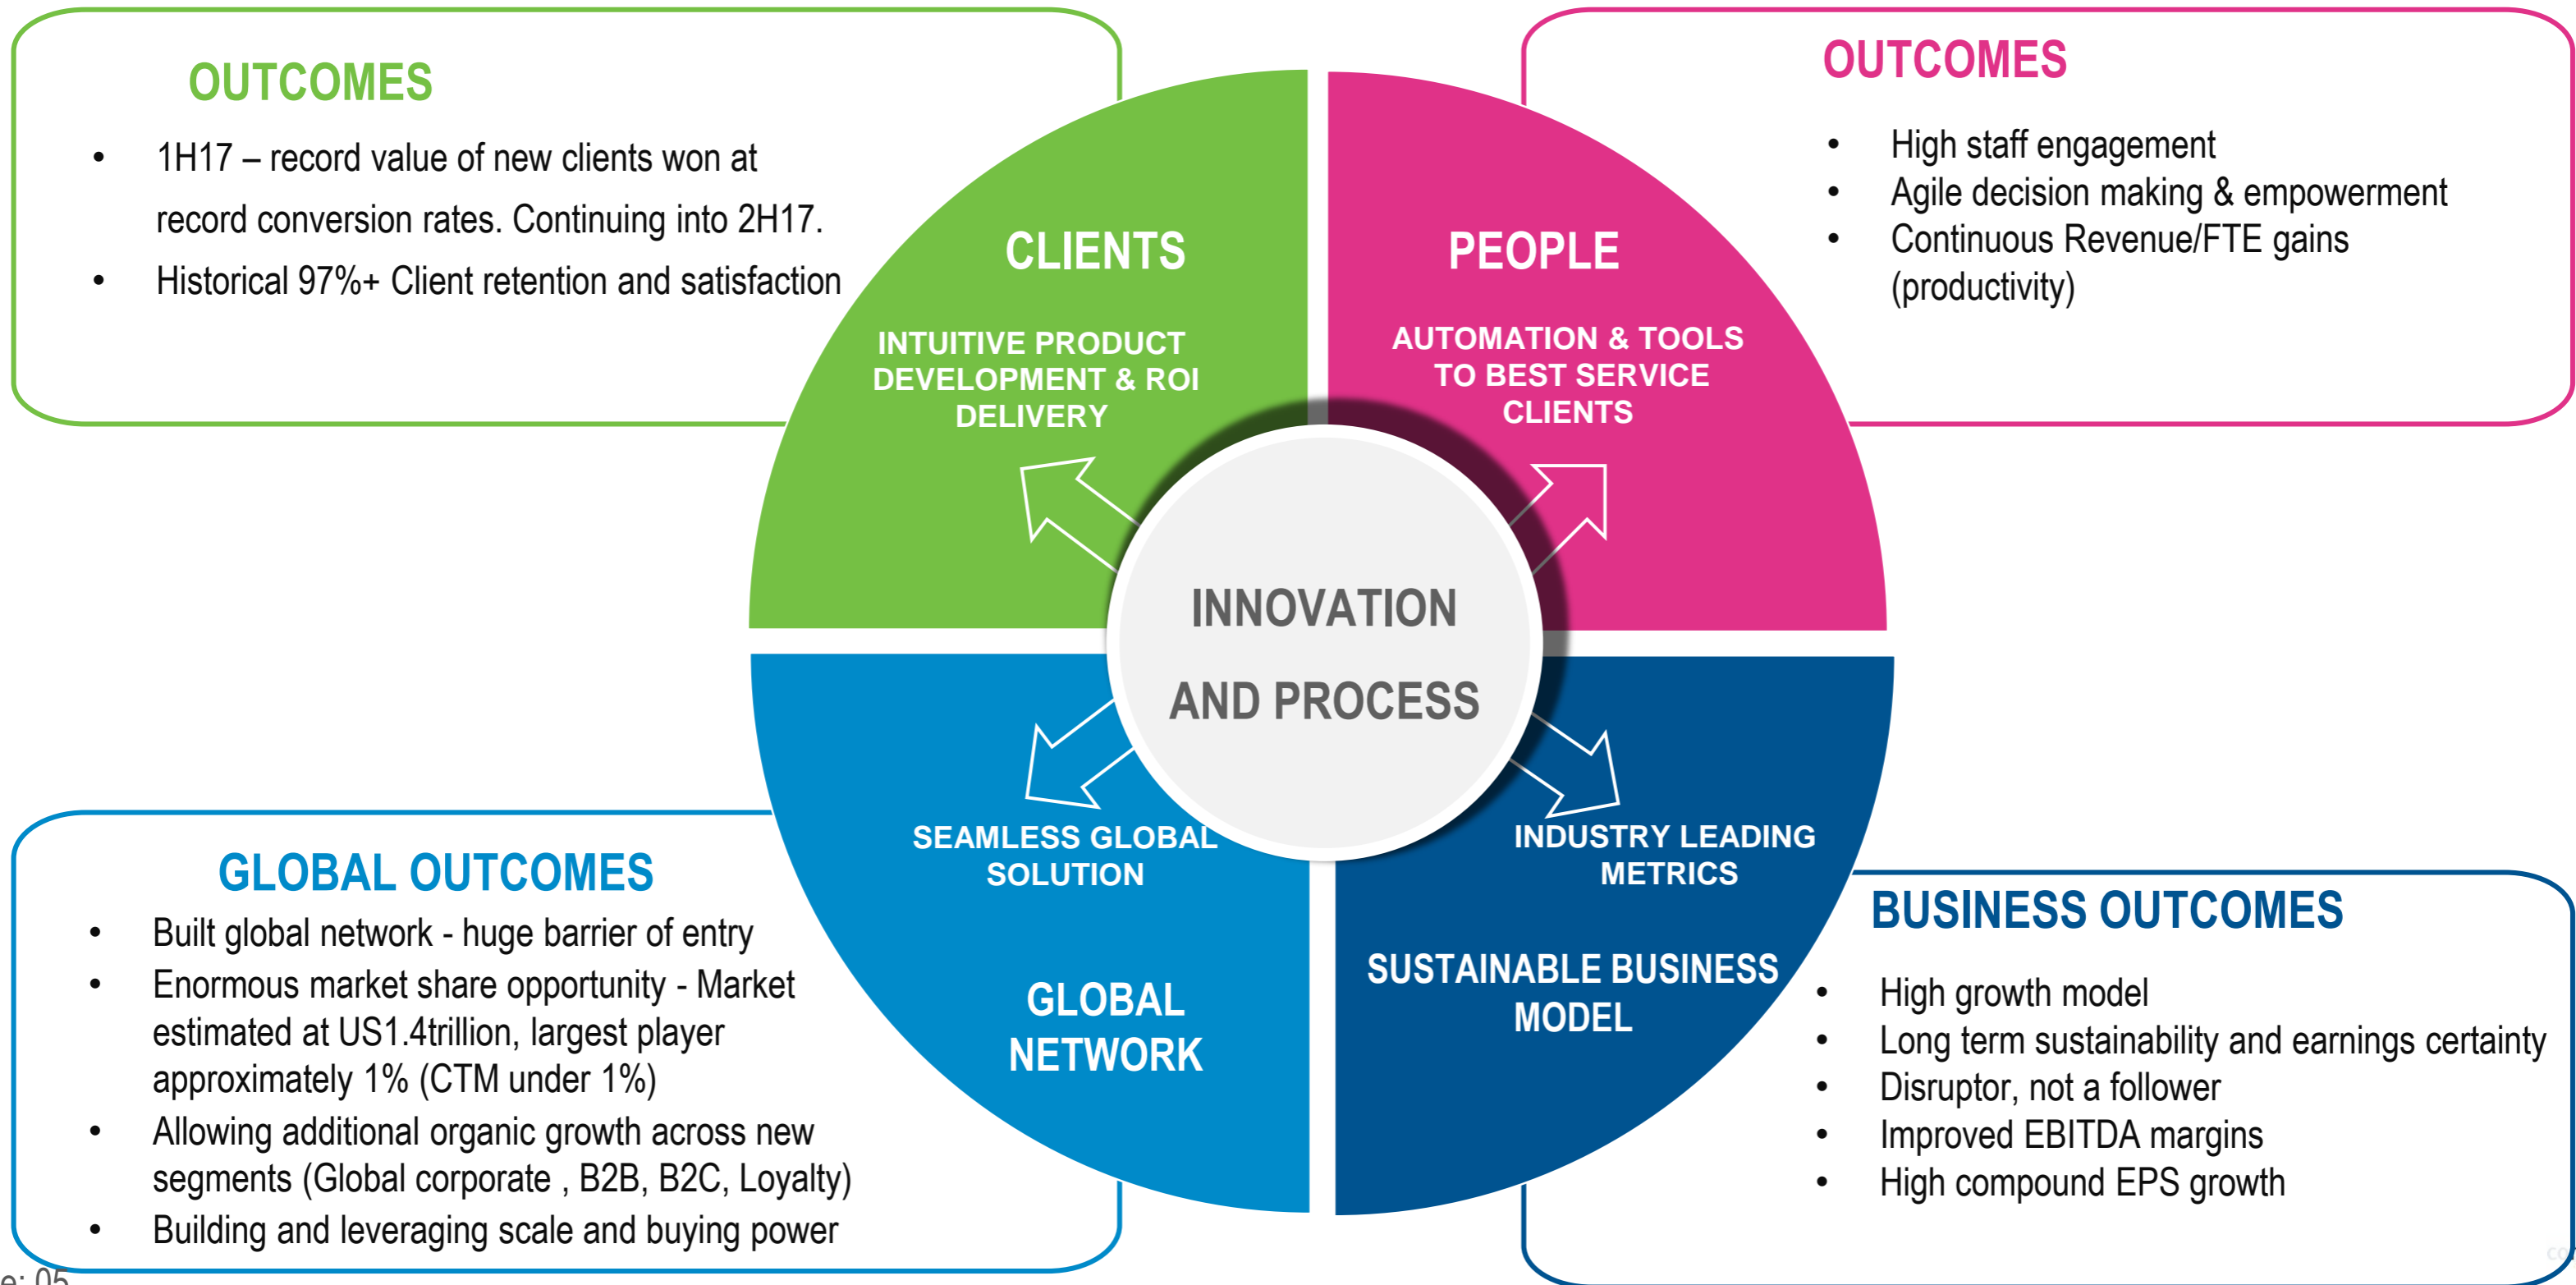 OUTCOMES
• 1H17 – record value of new clients won at
record conversion rates. Continuing into 2H17.
• Historical 97%+ Client retention and satisfaction
OUTCOMES
• High staff engagement
• Agile decision making & empowerment
• Continuous Revenue/FTE gains
(productivity)
CLIENTS
INTUITIVE PRODUCT
DEVELOPMENT & ROI
DELIVERY
PEOPLE
AUTOMATION & TOOLS
TO BEST SERVICE
CLIENTS
INNOVATION
AND PROCESS
SEAMLESS GLOBAL
SOLUTION
GLOBAL
NETWORK
INDUSTRY LEADING
METRICS
SUSTAINABLE BUSINESS
MODEL
GLOBAL OUTCOMES
• Built global network - huge barrier of entry
• Enormous market share opportunity - Market
estimated at US1.4trillion, largest player
approximately 1% (CTM under 1%)
• Allowing additional organic growth across new
segments (Global corporate , B2B, B2C, Loyalty)
• Building and leveraging scale and buying power
BUSINESS OUTCOMES
• High growth model
• Long term sustainability and earnings certainty
• Disruptor, not a follower
• Improved EBITDA margins
• High compound EPS growth
e: 05